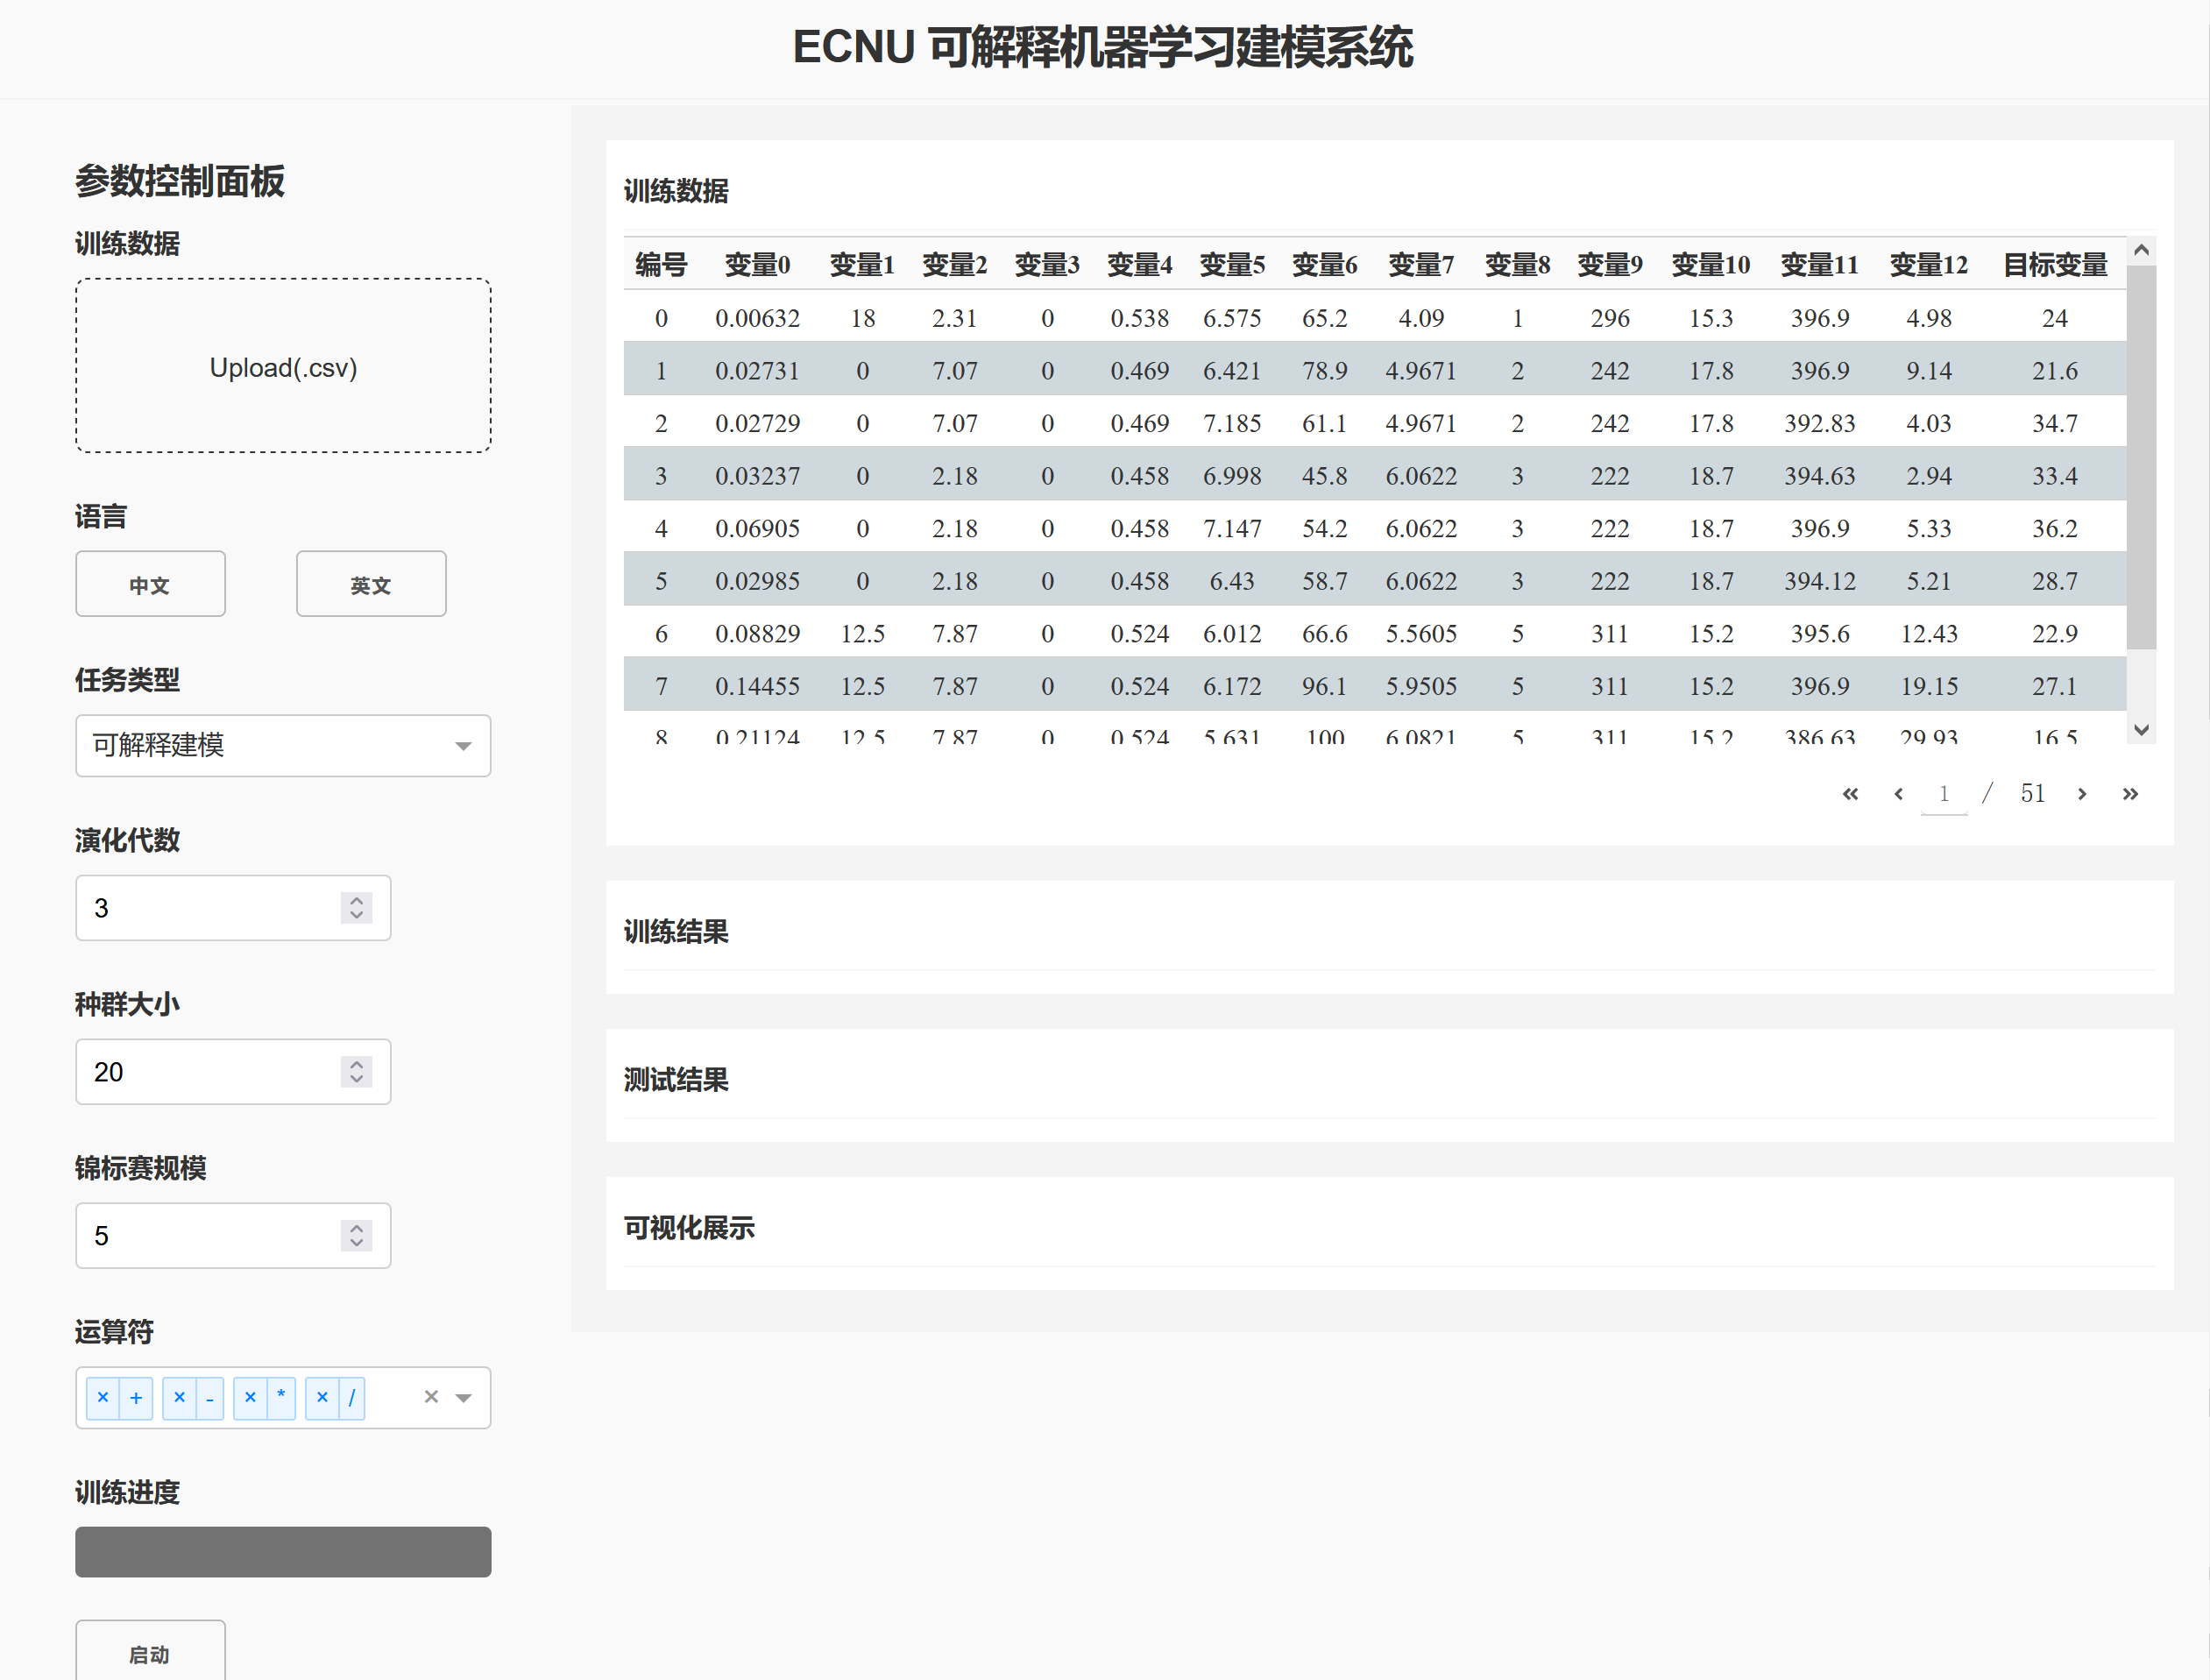 ECNU 可解释机器学习建模系统
参数控制面板
训练数据
Upload(.csv)
语言
中文 英文
任务类型
可解释建模
演化代数
3
种群大小
20
锦标赛规模
5
运算符
× + × - × * × / ×
训练进度
启动
训练数据
编号 变量0 变量1 变量2 变量3 变量4 变量5 变量6 变量7 变量8 变量9 变量10 变量11 变量12 目标变量
0 0.00632 18 2.31 0 0.538 6.575 65.2 4.09 1 296 15.3 396.9 4.98 24
1 0.02731 0 7.07 0 0.469 6.421 78.9 4.9671 2 242 17.8 396.9 9.14 21.6
2 0.02729 0 7.07 0 0.469 7.185 61.1 4.9671 2 242 17.8 392.83 4.03 34.7
3 0.03237 0 2.18 0 0.458 6.998 45.8 6.0622 3 222 18.7 394.63 2.94 33.4
4 0.06905 0 2.18 0 0.458 7.147 54.2 6.0622 3 222 18.7 396.9 5.33 36.2
5 0.02985 0 2.18 0 0.458 6.43 58.7 6.0622 3 222 18.7 394.12 5.21 28.7
6 0.08829 12.5 7.87 0 0.524 6.012 66.6 5.5605 5 311 15.2 395.6 12.43 22.9
7 0.14455 12.5 7.87 0 0.524 6.172 96.1 5.9505 5 311 15.2 396.9 19.15 27.1
8 0.21124 12.5 7.87 0 0.524 5.631 100 6.0821 5 311 15.2 386.63 29.93 16.5
« ‹ 1 / 51 › »
训练结果
测试结果
可视化展示